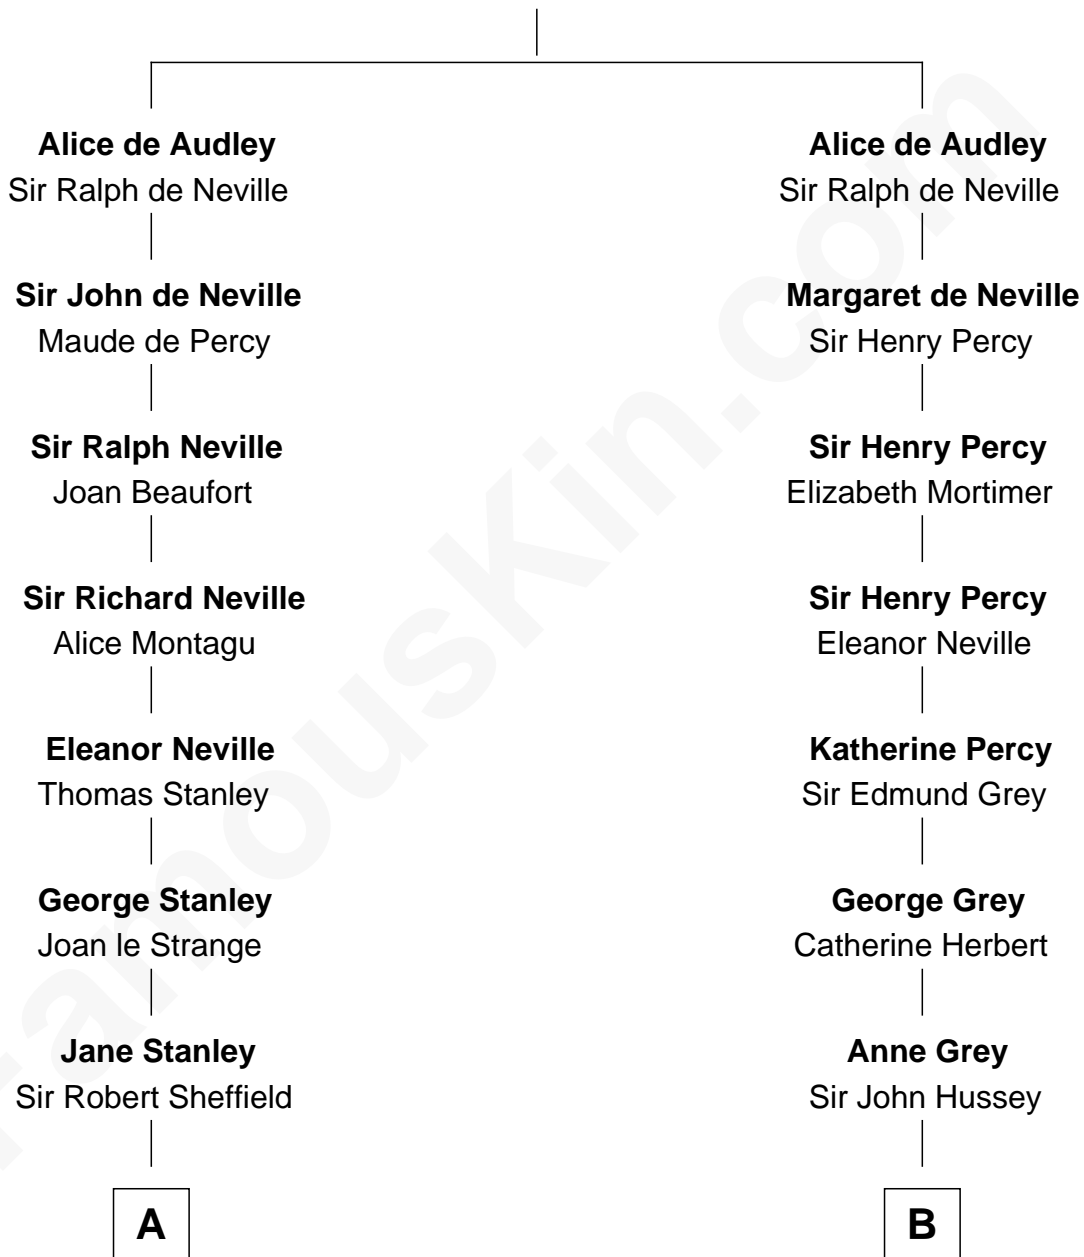 Alice de Audley
Sir Ralph de Neville
Sir John de Neville
Maude de Percy
Sir Ralph Neville
Joan Beaufort
Sir Richard Neville
Alice Montagu
Eleanor Neville
Thomas Stanley
George Stanley
Joan le Strange
Jane Stanley
Sir Robert Sheffield
A
Alice de Audley
Sir Ralph de Neville
Margaret de Neville
Sir Henry Percy
Sir Henry Percy
Elizabeth Mortimer
Sir Henry Percy
Eleanor Neville
Katherine Percy
Sir Edmund Grey
George Grey
Catherine Herbert
Anne Grey
Sir John Hussey
B
FamousKin.com